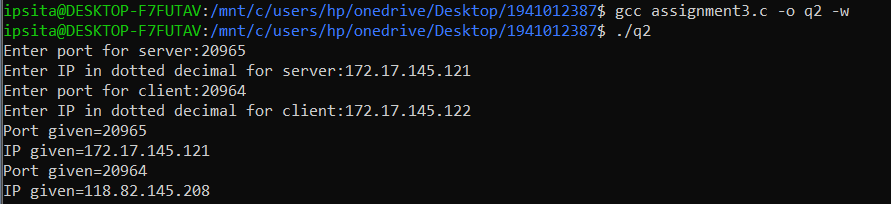 ipsita@DESKTOP-F7FUTAV:/mnt/c/users/hp/onedrive/Desktop/1941012387$ gcc assignment3.c -o q2 -w
ipsita@DESKTOP-F7FUTAV:/mnt/c/users/hp/onedrive/Desktop/1941012387$ ./q2
Enter port for server:20965
Enter IP in dotted decimal for server:172.17.145.121
Enter port for client:20964
Enter IP in dotted decimal for client:172.17.145.122
Port given=20965
IP given=172.17.145.121
Port given=20964
IP given=118.82.145.208